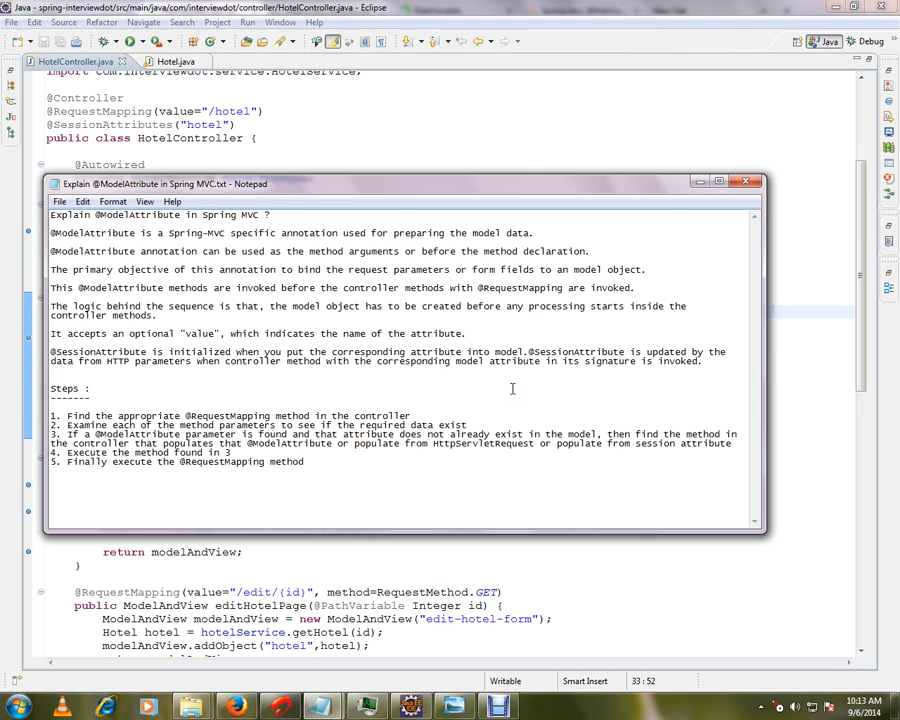 Java - spring-interviewdot/src/main/java/com/interviewdot/controller/HotelController.java - Eclipse
File Edit Source Refactor Navigate Search Project Run Window Help
Java Debug
HotelController.java Hotel.java
import com.interviewdot.service.HotelService;
@Controller
@RequestMapping(value="/hotel")
@SessionAttributes("hotel")
public class HotelController {
@Autowired
Explain @ModelAttribute in Spring MVC.txt - Notepad
File Edit Format View Help
Explain @ModelAttribute in Spring MVC ?
@ModelAttribute is a Spring-MVC specific annotation used for preparing the model data.
@ModelAttribute annotation can be used as the method arguments or before the method declaration.
The primary objective of this annotation to bind the request parameters or form fields to an model object.
This @ModelAttribute methods are invoked before the controller methods with @RequestMapping are invoked.
The logic behind the sequence is that, the model object has to be created before any processing starts inside the
controller methods.
It accepts an optional "value", which indicates the name of the attribute.
@SessionAttribute is initialized when you put the corresponding attribute into model.@SessionAttribute is updated by the
data from HTTP parameters when controller method with the corresponding model attribute in its signature is invoked.
Steps :
-------
1. Find the appropriate @RequestMapping method in the controller
2. Examine each of the method parameters to see if the required data exist
3. If a @ModelAttribute parameter is found and that attribute does not already exist in the model, then find the method in
the controller that populates that @ModelAttribute or populate from HttpServletRequest or populate from session attribute
4. Execute the method found in 3
5. Finally execute the @RequestMapping method
return modelAndView;
}
@RequestMapping(value="/edit/{id}", method=RequestMethod.GET)
public ModelAndView editHotelPage(@PathVariable Integer id) {
ModelAndView modelAndView = new ModelAndView("edit-hotel-form");
Hotel hotel = hotelService.getHotel(id);
modelAndView.addObject("hotel",hotel);
Writable Smart Insert 33 : 52
10:13 AM
9/6/2014